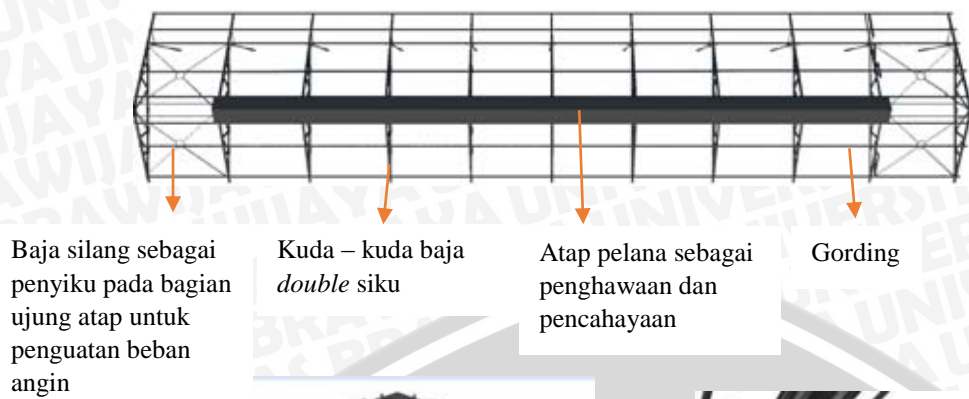 Baja silang sebagai
penyiku pada bagian
ujung atap untuk
penguatan beban
angin
Kuda – kuda baja
double siku
Atap pelana sebagai
penghawaan dan
pencahayaan
Gording